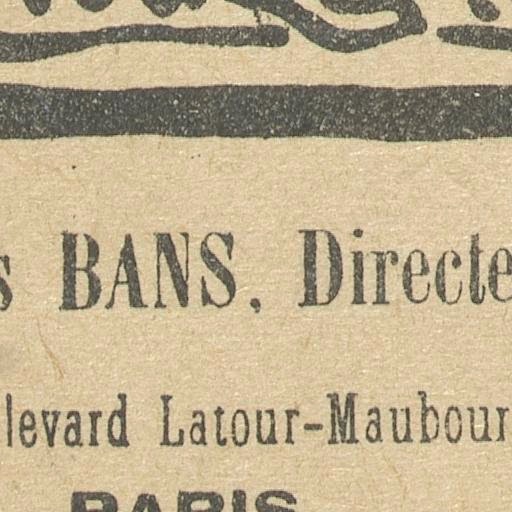 s BANS, Directe
levard Latour-Maubour
PARIS